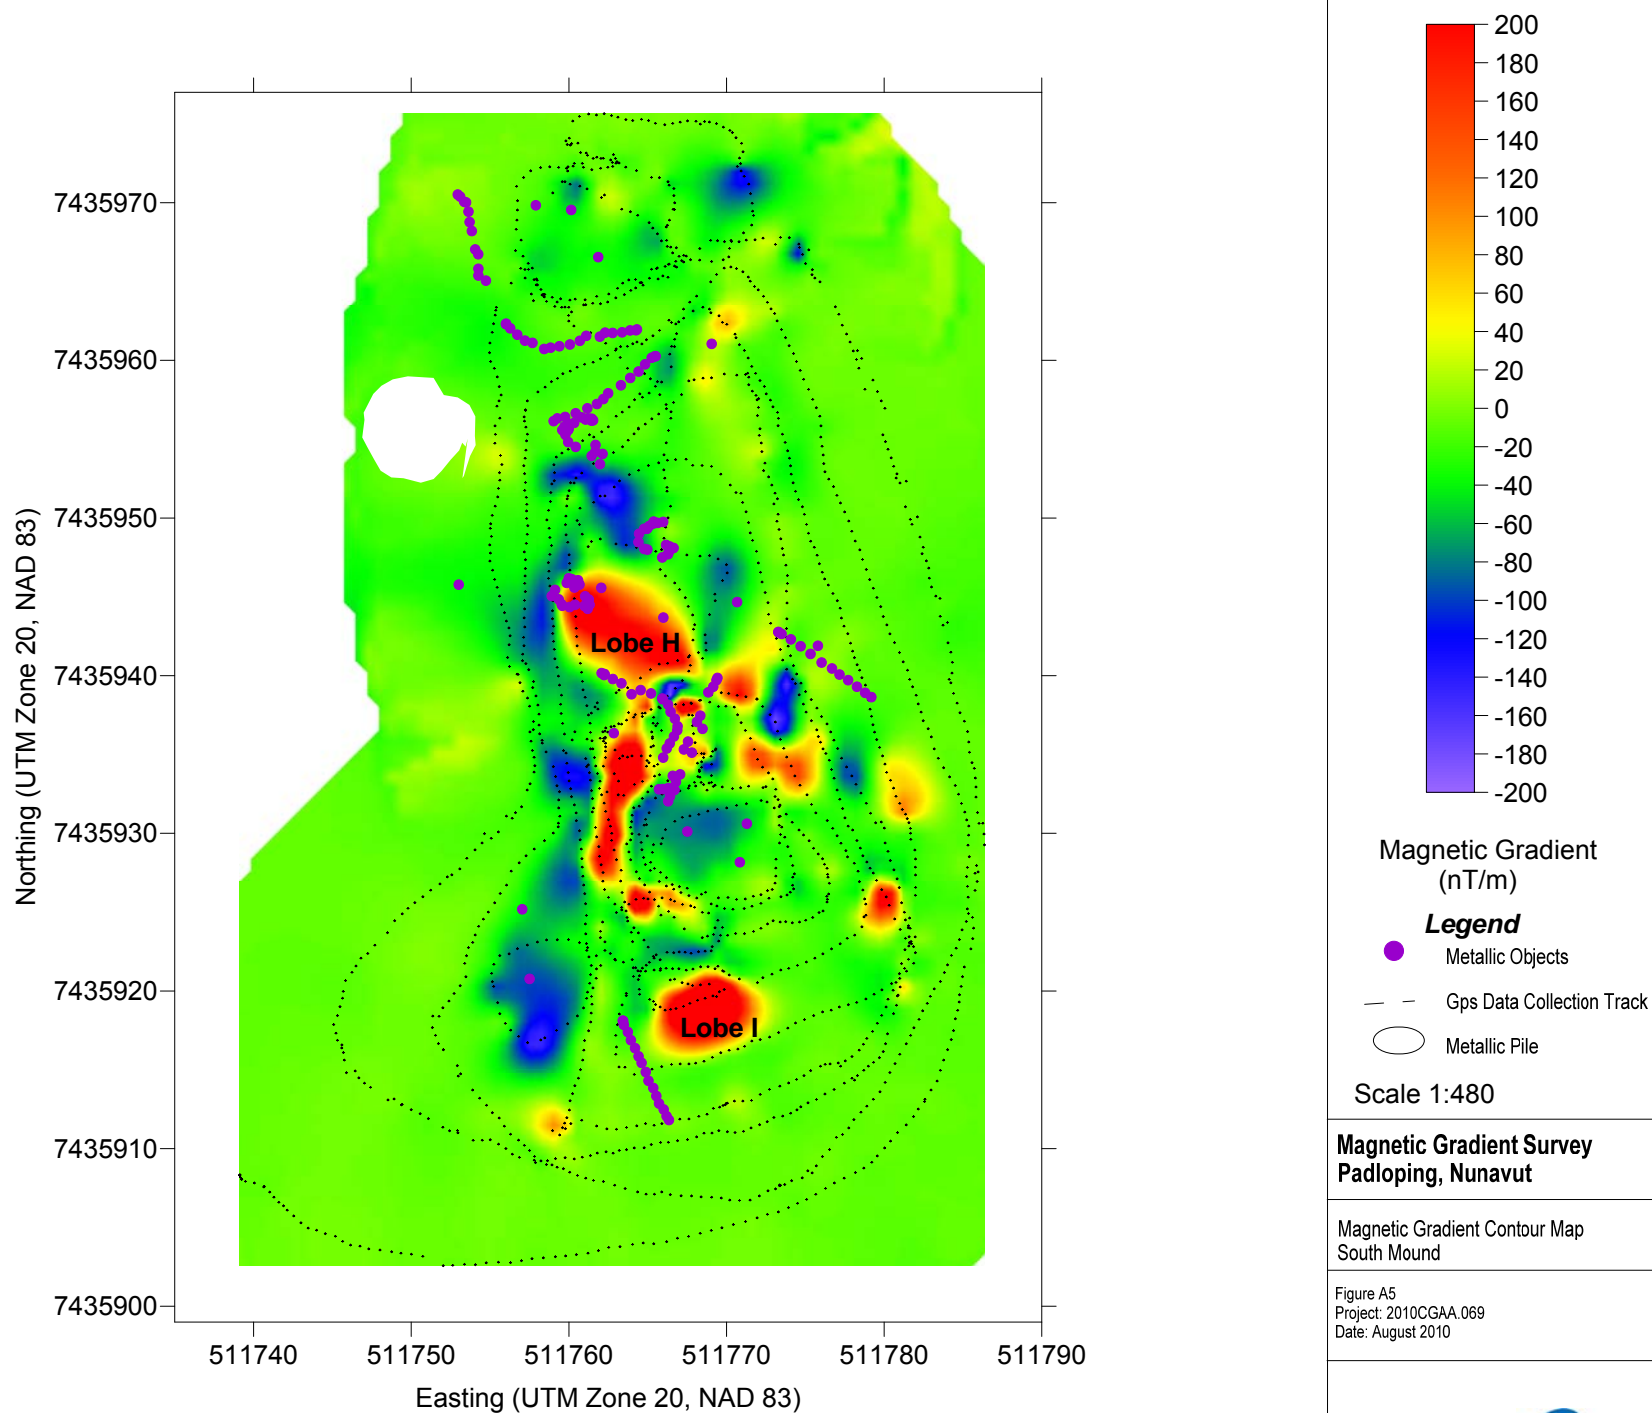 7435970
7435960
7435950
7435940
7435930
7435920
7435910
7435900
Northing (UTM Zone 20, NAD 83)
511740
511750
511760
511770
511780
511790
Easting (UTM Zone 20, NAD 83)
Lobe H
Lobe I
200
180
160
140
120
100
80
60
40
20
0
-20
-40
-60
-80
-100
-120
-140
-160
-180
-200
Magnetic Gradient
(nT/m)
Legend
Metallic Objects
Gps Data Collection Track
Metallic Pile
Scale 1:480
Magnetic Gradient Survey
Padloping, Nunavut
Magnetic Gradient Contour Map
South Mound
Figure A5
Project: 2010CGAA.069
Date: August 2010